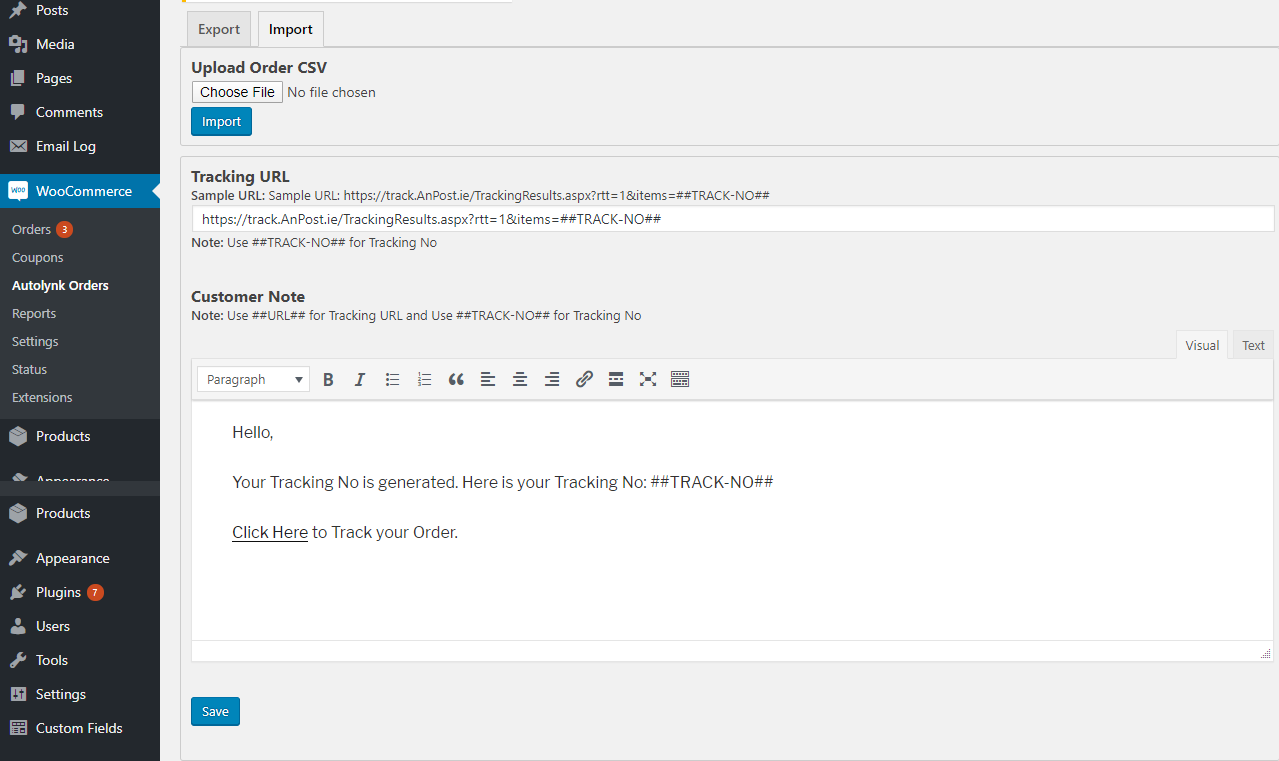 Posts
Media
Pages
Comments
Email Log
woo WooCommerce
Orders 3
Coupons
Autolynk Orders
Reports
Settings
Status
Extensions
Products
Appearance
Products
Appearance
Plugins 7
Users
Tools
Settings
Custom Fields
Export Import
Upload Order CSV
Choose File No file chosen
Import
Tracking URL
Sample URL: Sample URL: https://track.AnPost.ie/TrackingResults.aspx?rtt=1&items=##TRACK-NO##
https://track.AnPost.ie/TrackingResults.aspx?rtt=1&items=##TRACK-NO##
Note: Use ##TRACK-NO## for Tracking No
Customer Note
Note: Use ##URL## for Tracking URL and Use ##TRACK-NO## for Tracking No
Visual Text
Paragraph B I
Hello,
Your Tracking No is generated. Here is your Tracking No: ##TRACK-NO##
Click Here to Track your Order.
Save